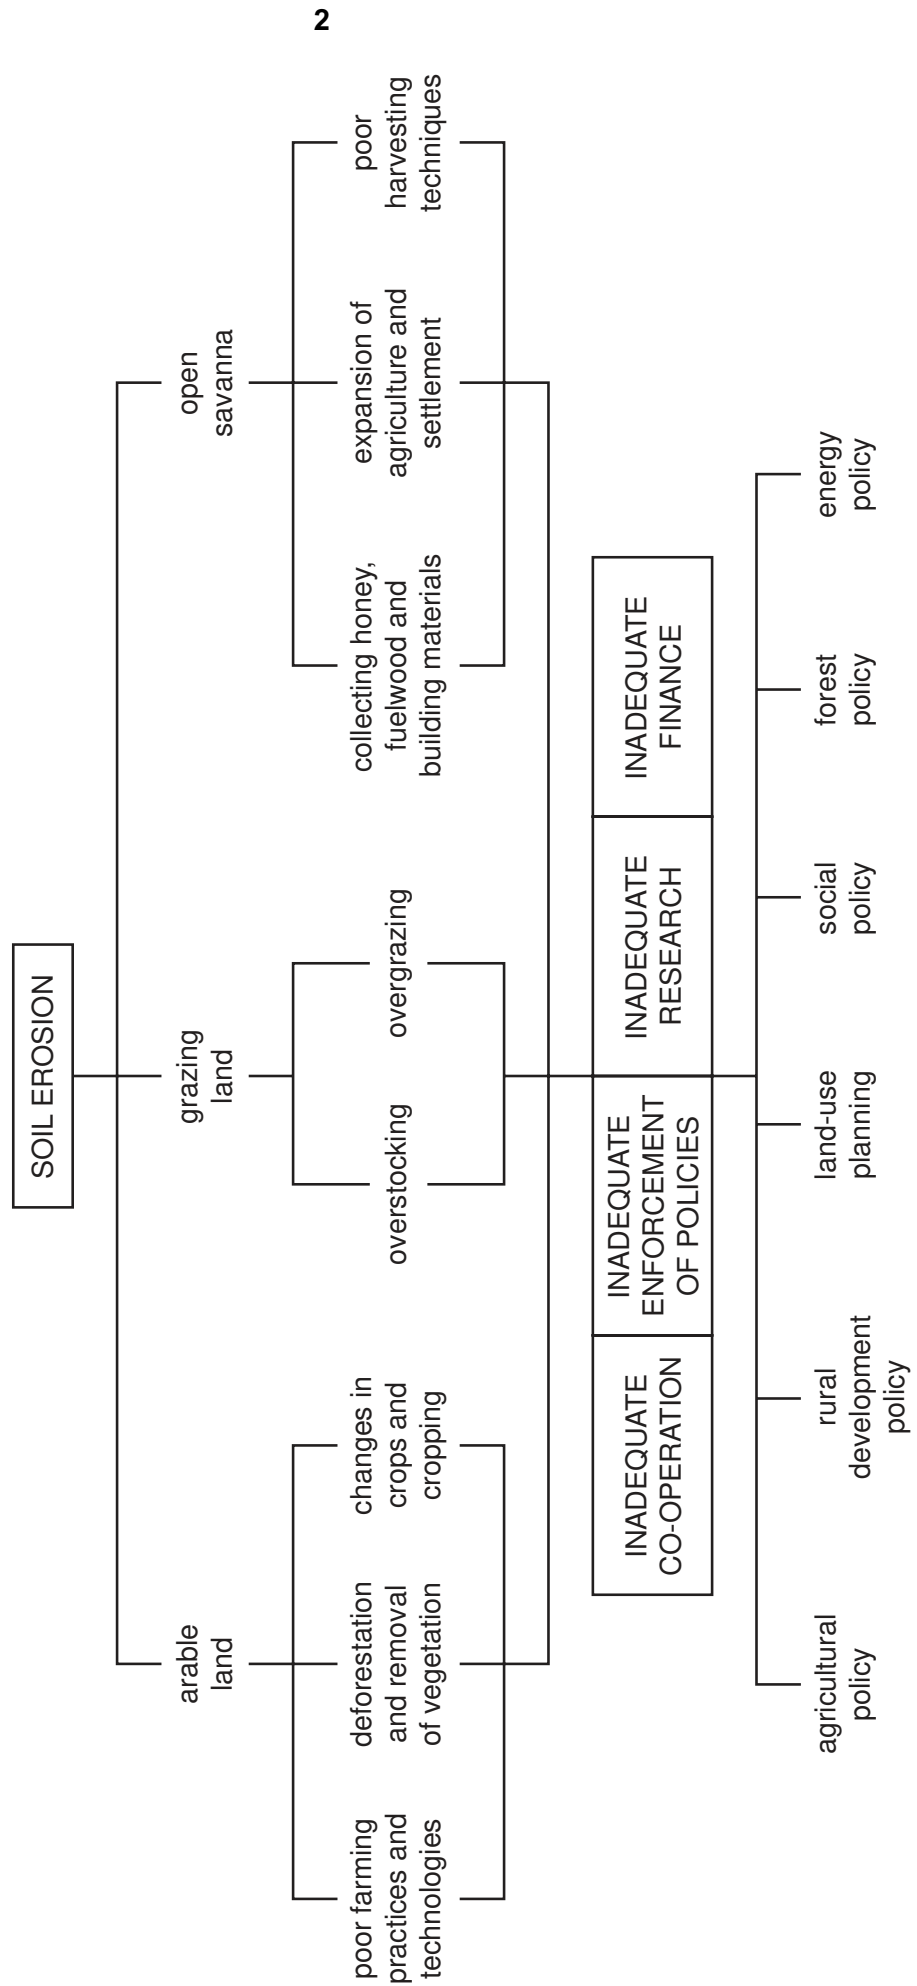 2
SOIL EROSION
arable
land
grazing
land
open
savanna
poor farming
practices and
technologies
deforestation
and removal
of vegetation
changes in
crops and
cropping
overstocking
overgrazing
collecting honey,
fuelwood and
building materials
expansion of
agriculture and
settlement
poor
harvesting
techniques
INADEQUATE
CO-OPERATION
INADEQUATE
ENFORCEMENT
OF POLICIES
INADEQUATE
RESEARCH
INADEQUATE
FINANCE
agricultural
policy
rural
development
policy
land-use
planning
social
policy
forest
policy
energy
policy